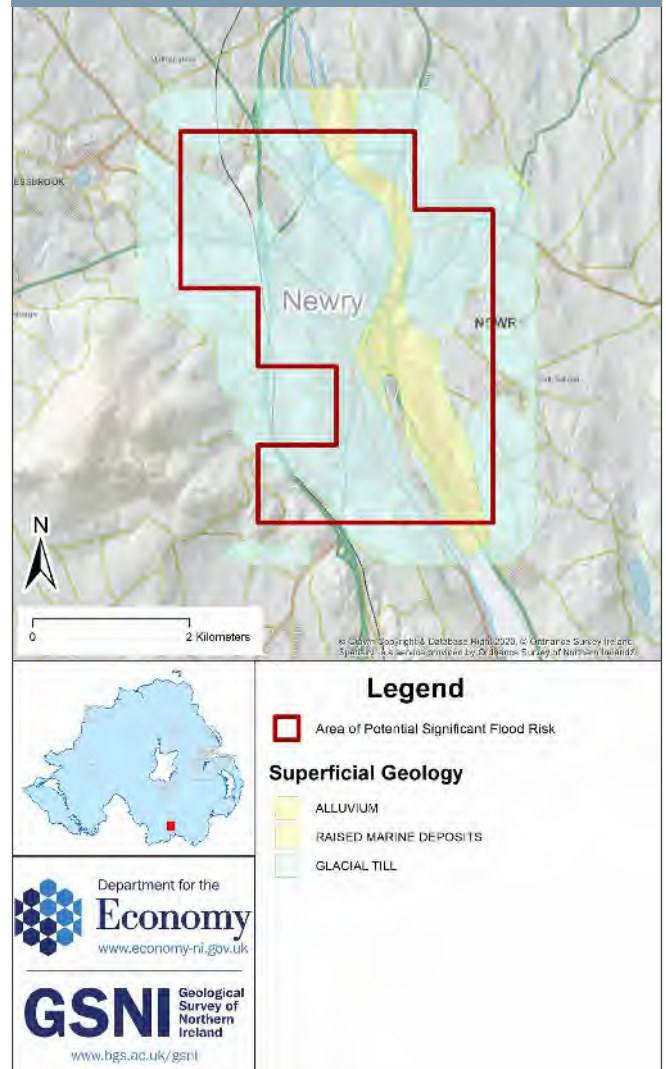 ESSBROOK
Newry
NEWR
N
0 2 Kilometers
Legend
Area of Potential Significant Flood Risk
Superficial Geology
ALLUVIUM
RAISED MARINE DEPOSITS
GLACIAL TILL
Department for the
Economy
www.economy-ni.gov.uk
GSNI
Geological
Survey of
Northern
Ireland
www.bgs.ac.uk/gsni